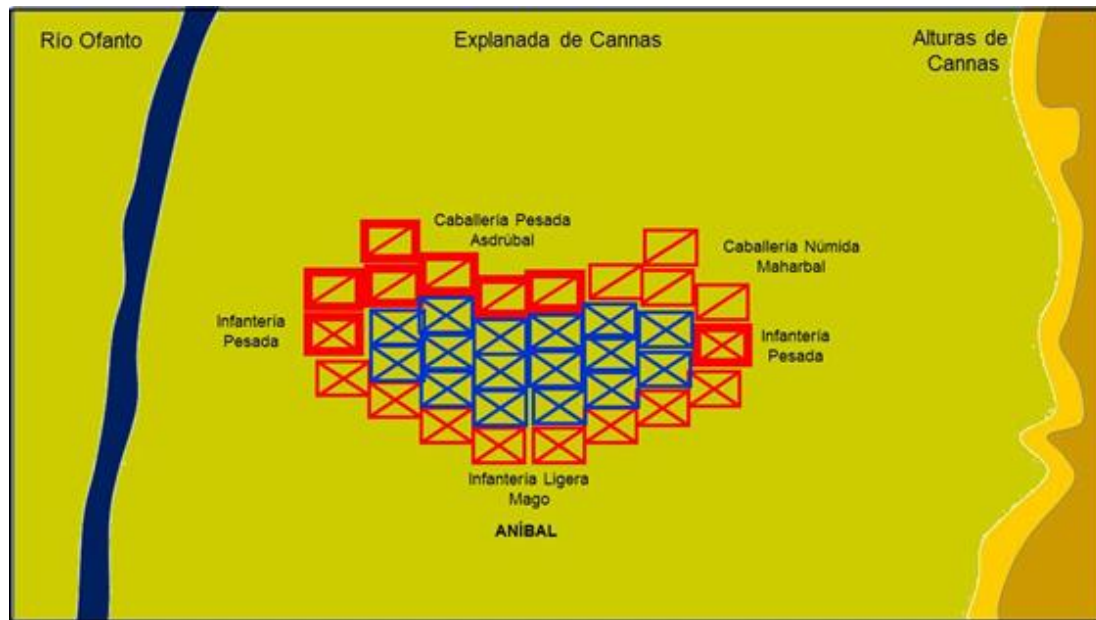 Río Ofanto
Explanada de Cannas
Alturas de
Cannas
Caballería Pesada
Asdrúbal
Caballería Númida
Maharbal
Infantería
Pesada
Infantería
Pesada
Infantería Ligera
Mago
ANÍBAL